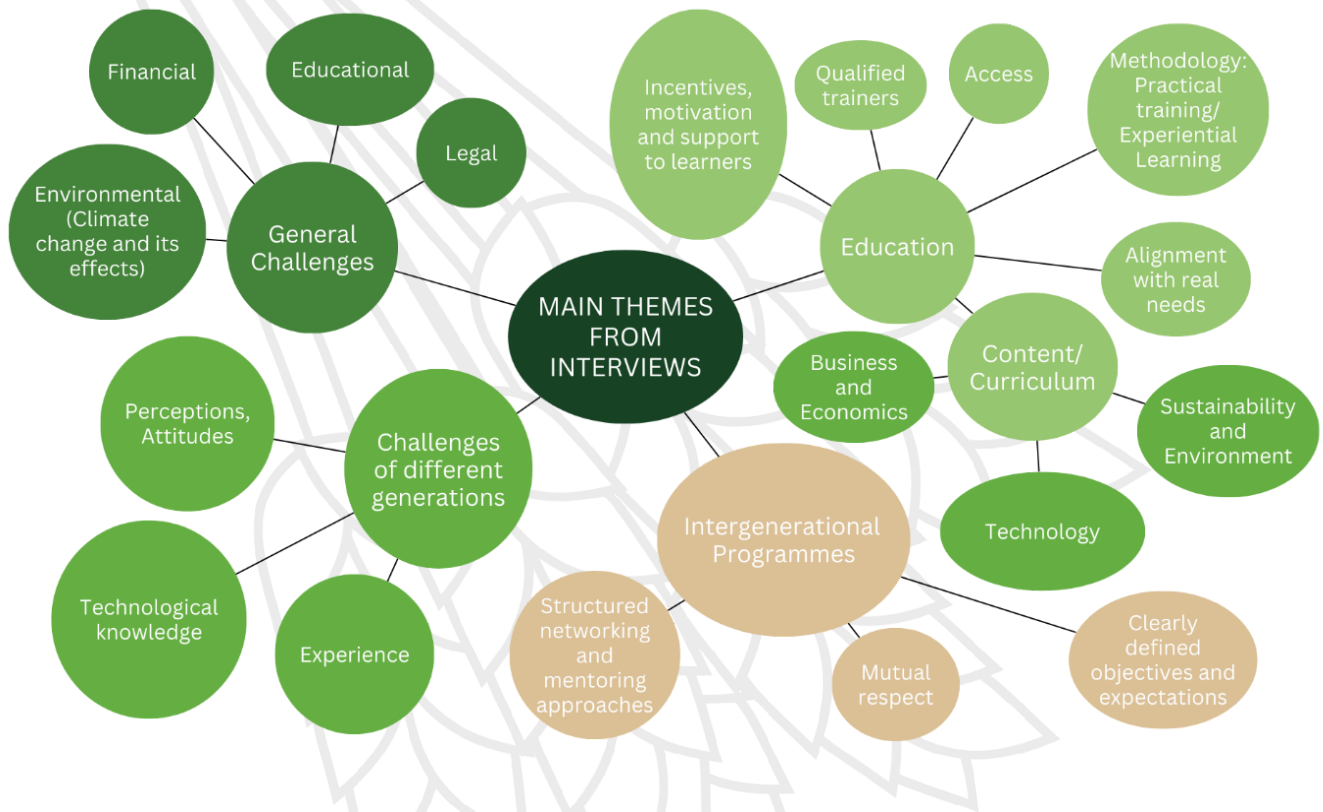 Financial
Educational
Legal
Environmental
(Climate
change and its
effects)
General
Challenges
Incentives,
motivation
and support
to learners
Qualified
trainers
Access
Methodology:
Practical
training/
Experiential
Learning
Education
Alignment
with real
needs
MAIN THEMES
FROM
INTERVIEWS
Content/
Curriculum
Business
and
Economics
Sustainability
and
Environment
Technology
Perceptions,
Attitudes
Challenges
of different
generations
Technological
knowledge
Experience
Intergenerational
Programmes
Structured
networking
and
mentoring
approaches
Mutual
respect
Clearly
defined
objectives and
expectations